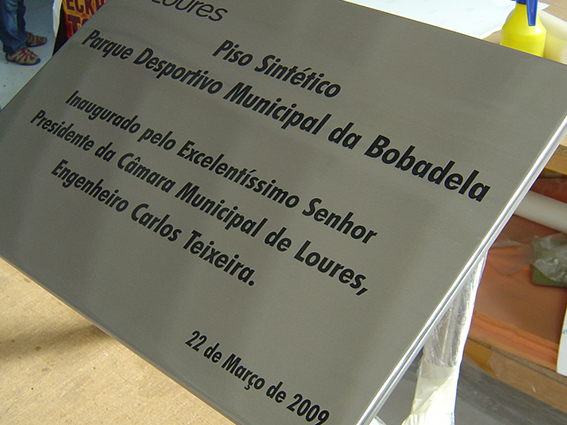 Loures
Piso Sintético
Parque Desportivo Municipal da Bobadela
Inaugurado pelo Excelentíssimo Senhor
Presidente da Câmara Municipal de Loures,
Engenheiro Carlos Teixeira.
22 de Março de 2009